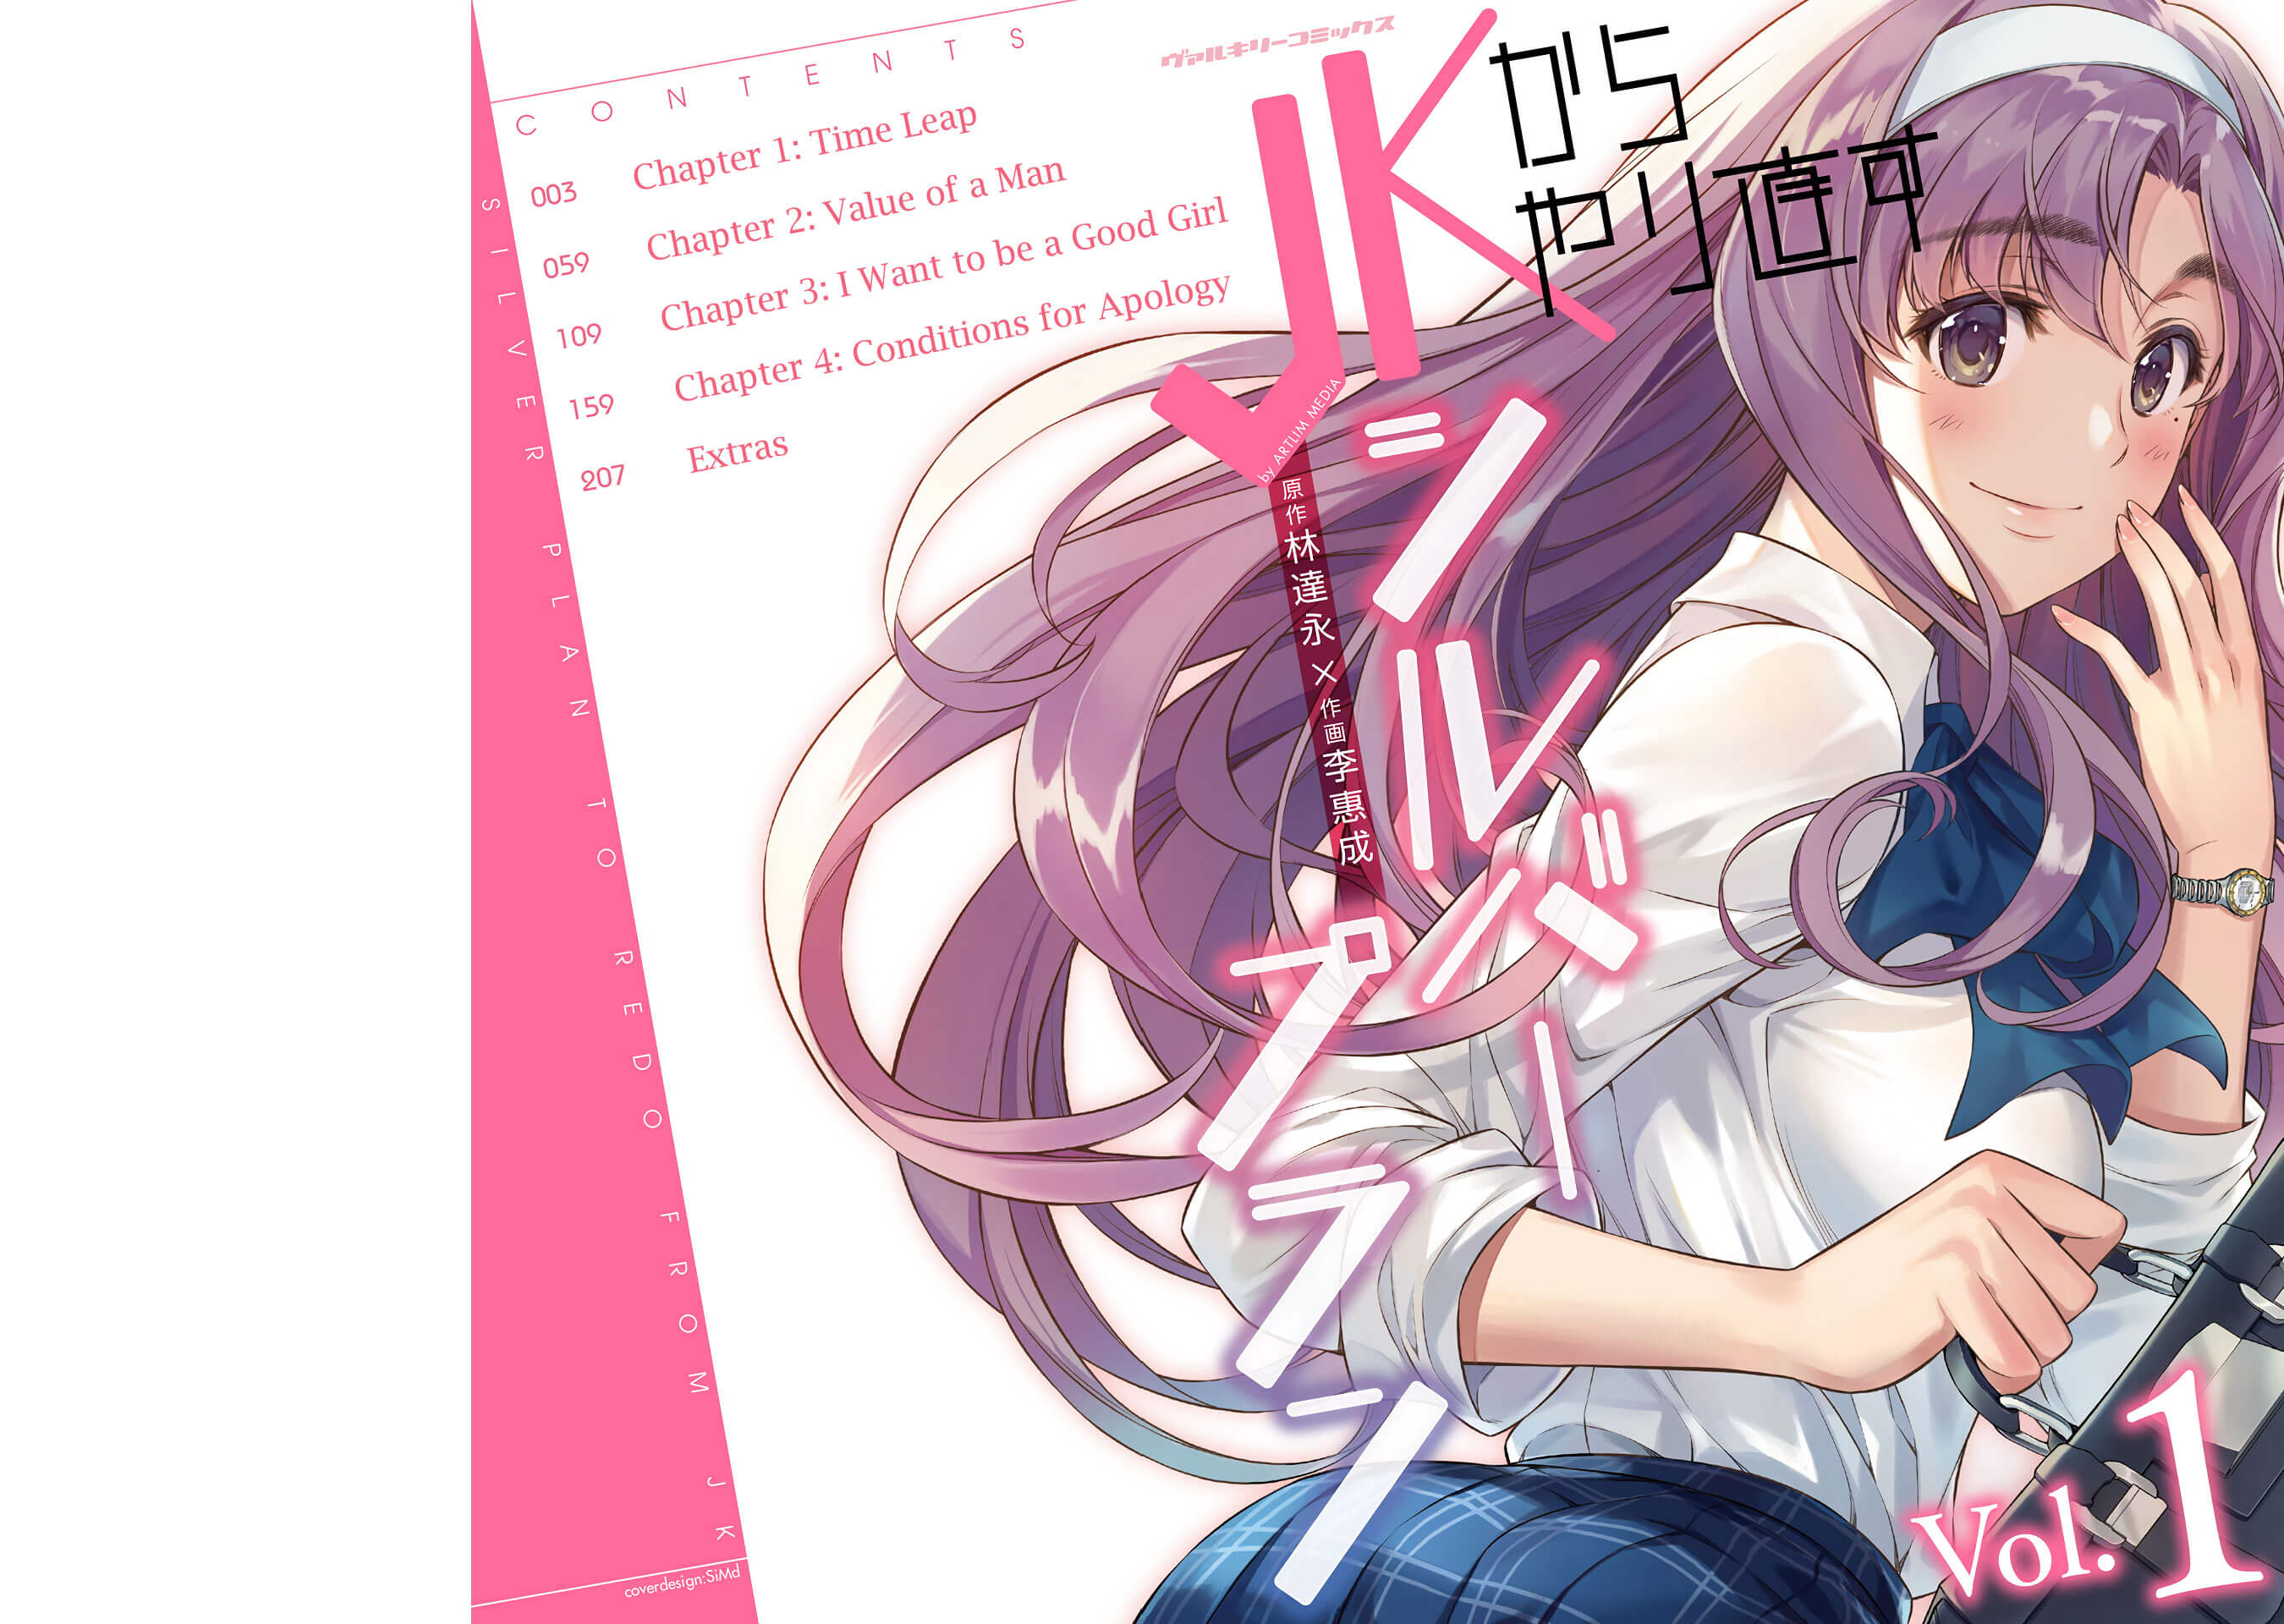 CONTENTS
003 Chapter 1: Time Leap
059 Chapter 2: Value of a Man
109 Chapter 3: I Want to be a Good Girl
159 Chapter 4: Conditions for Apology
207 Extras
SILVER PLAN TO REDO FROM JK
coverdesign:SiMd
ヴァルキリーコミックス
JK
から
やり直す
シルバー
プラン
by ARTLIM MEDIA
原作 林達永×作画 李惠成
Vol.1